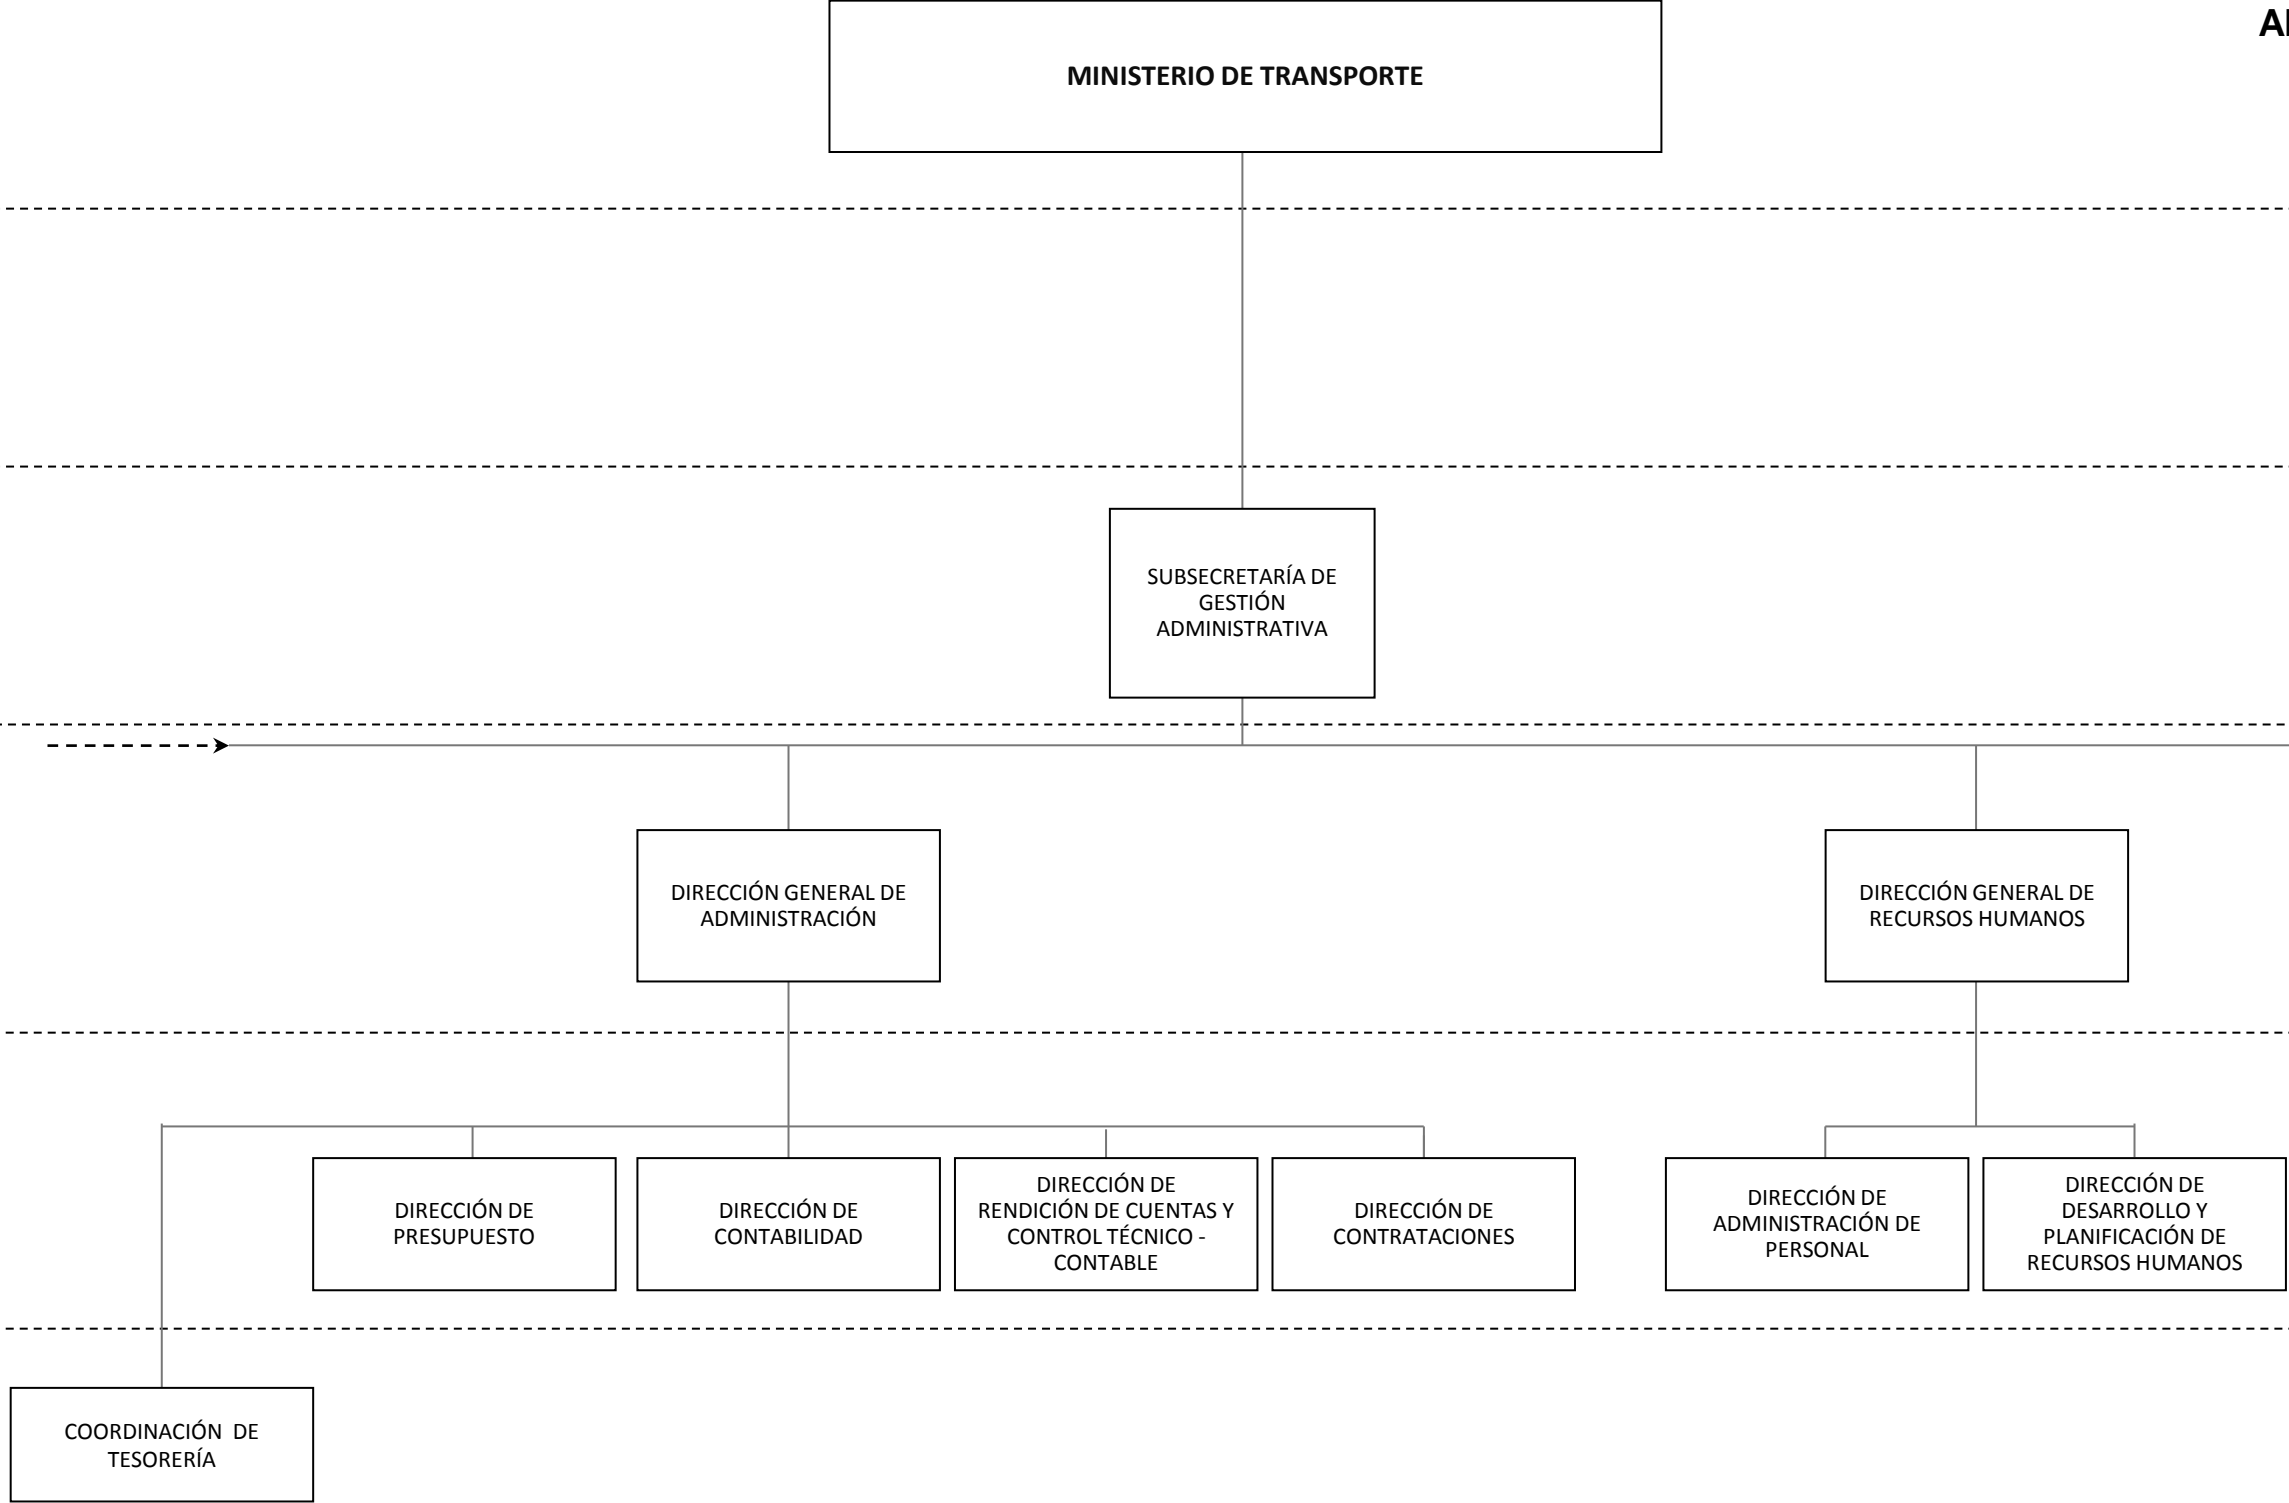 AI
MINISTERIO DE TRANSPORTE
SUBSECRETARÍA DE
GESTIÓN
ADMINISTRATIVA
DIRECCIÓN GENERAL DE
ADMINISTRACIÓN
DIRECCIÓN GENERAL DE
RECURSOS HUMANOS
DIRECCIÓN DE
PRESUPUESTO
DIRECCIÓN DE
CONTABILIDAD
DIRECCIÓN DE
RENDICIÓN DE CUENTAS Y
CONTROL TÉCNICO -
CONTABLE
DIRECCIÓN DE
CONTRATACIONES
DIRECCIÓN DE
ADMINISTRACIÓN DE
PERSONAL
DIRECCIÓN DE
DESARROLLO Y
PLANIFICACIÓN DE
RECURSOS HUMANOS
COORDINACIÓN  DE
TESORERÍA